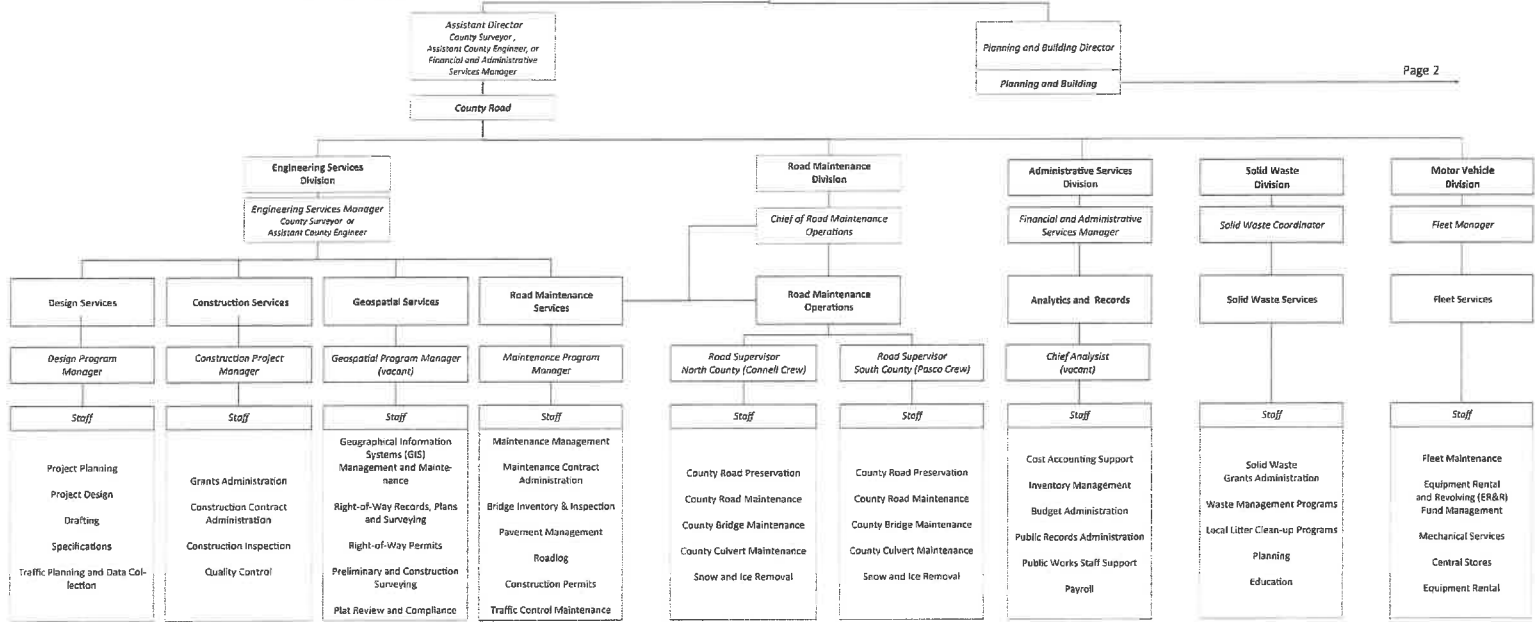 Assistant Director
County Surveyor,
Assistant County Engineer, or
Financial and Administrative
Services Manager
Planning and Building Director
Planning and Building
Page 2
County Road
Engineering Services
Division
Engineering Services Manager
County Surveyor or
Assistant County Engineer
Road Maintenance
Division
Chief of Road Maintenance
Operations
Administrative Services
Division
Financial and Administrative
Services Manager
Solid Waste
Division
Solid Waste Coordinator
Motor Vehicle
Division
Fleet Manager
Design Services
Construction Services
Geospatial Services
Road Maintenance
Services
Road Maintenance
Operations
Analytics and Records
Solid Waste Services
Fleet Services
Design Program
Manager
Construction Project
Manager
Geospatial Program Manager
(vacant)
Maintenance Program
Manager
Road Supervisor
North County (Connell Crew)
Road Supervisor
South County (Pasco Crew)
Chief Analysist
(vacant)
Staff
Project Planning
Project Design
Drafting
Specifications
Traffic Planning and Data Col-
lection
Staff
Grants Administration
Construction Contract
Administration
Construction Inspection
Quality Control
Staff
Geographical Information
Systems (GIS)
Management and Mainte-
nance
Right-of-Way Records, Plans
and Surveying
Right-of-Way Permits
Preliminary and Construction
Surveying
Plat Review and Compliance
Staff
Maintenance Management
Maintenance Contract
Administration
Bridge Inventory & Inspection
Pavement Management
Roadlog
Construction Permits
Traffic Control Maintenance
Staff
County Road Preservation
County Road Maintenance
County Bridge Maintenance
County Culvert Maintenance
Snow and Ice Removal
Staff
County Road Preservation
County Road Maintenance
County Bridge Maintenance
County Culvert Maintenance
Snow and Ice Removal
Staff
Cost Accounting Support
Inventory Management
Budget Administration
Public Records Administration
Public Works Staff Support
Payroll
Staff
Solid Waste
Grants Administration
Waste Management Programs
Local Litter Clean-up Programs
Planning
Education
Staff
Fleet Maintenance
Equipment Rental
and Revolving (ER&R)
Fund Management
Mechanical Services
Central Stores
Equipment Rental